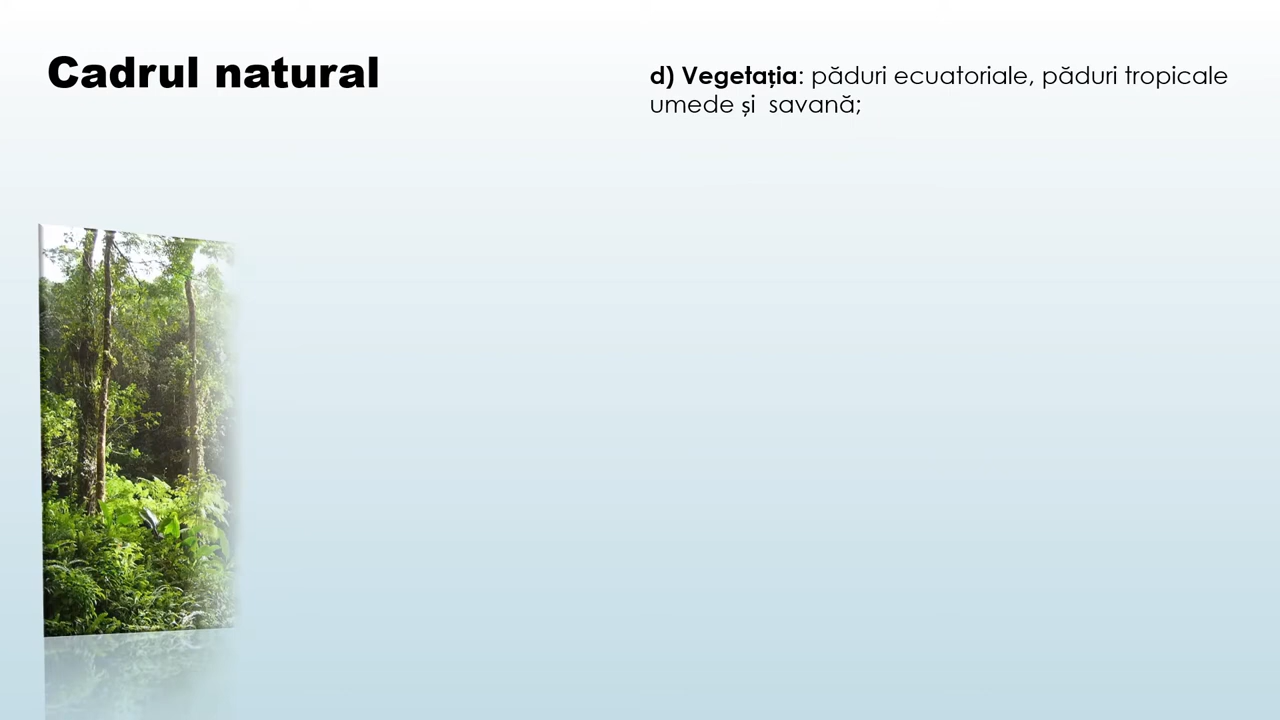 Cadrul natural
d) Vegetația: păduri ecuatoriale, păduri tropicale
umede și  savană;